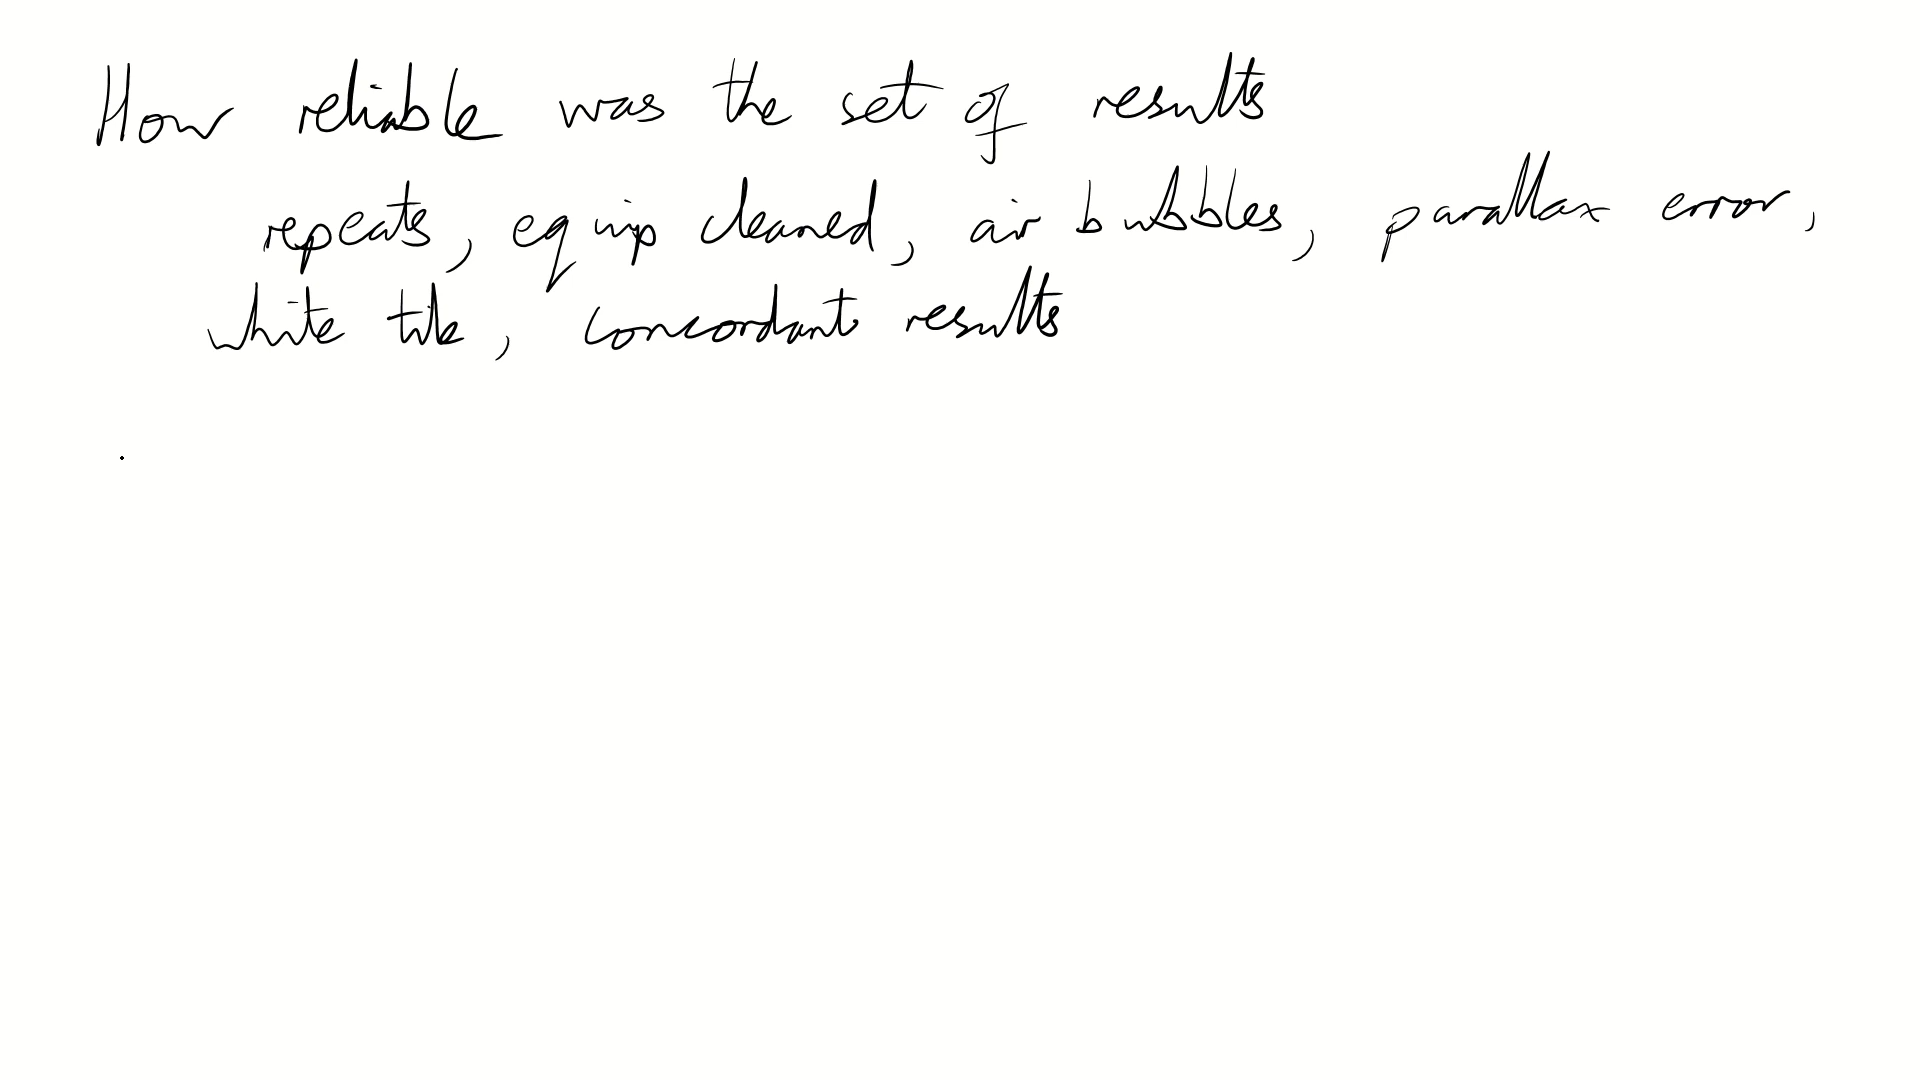 How reliable was the set of results
repeats, equip cleaned, air bubbles, parallax error,
white tile, concordant results